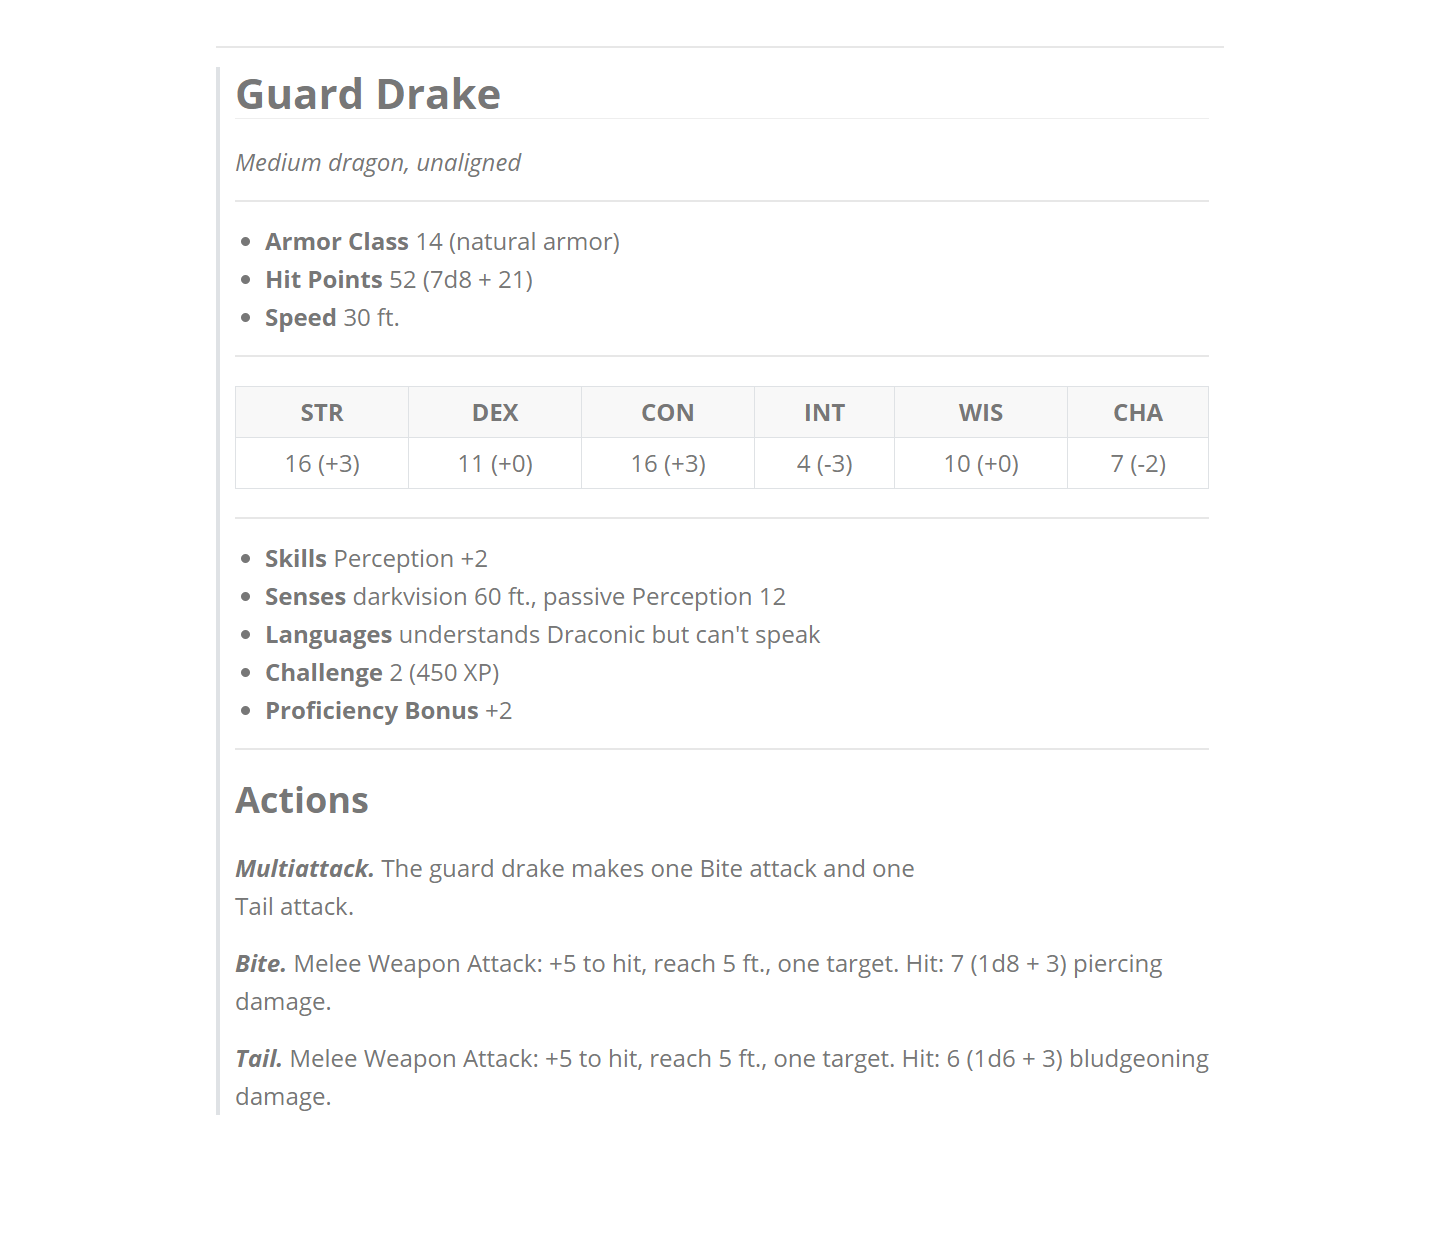 Guard Drake
Medium dragon, unaligned
Armor Class 14 (natural armor)
Hit Points 52 (7d8 + 21)
Speed 30 ft.
STR DEX CON INT WIS CHA
16 (+3) 11 (+0) 16 (+3) 4 (-3) 10 (+0) 7 (-2)
Skills Perception +2
Senses darkvision 60 ft., passive Perception 12
Languages understands Draconic but can't speak
Challenge 2 (450 XP)
Proficiency Bonus +2
Actions
Multiattack. The guard drake makes one Bite attack and one
Tail attack.
Bite. Melee Weapon Attack: +5 to hit, reach 5 ft., one target. Hit: 7 (1d8 + 3) piercing
damage.
Tail. Melee Weapon Attack: +5 to hit, reach 5 ft., one target. Hit: 6 (1d6 + 3) bludgeoning
damage.